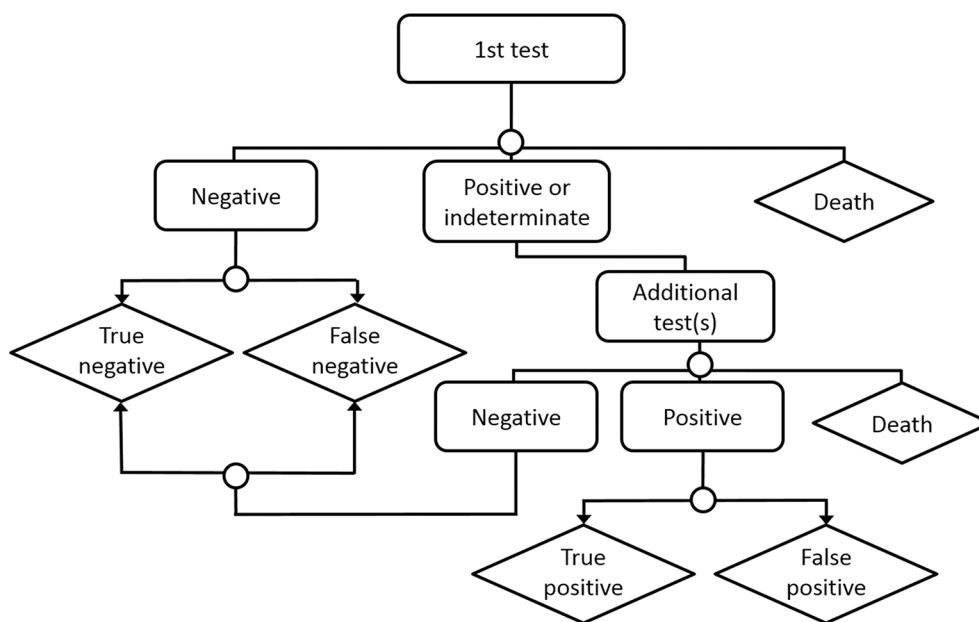 1st test
Negative
Positive or
indeterminate
Death
Additional
test(s)
True
negative
False
negative
Negative
Positive
Death
True
positive
False
positive